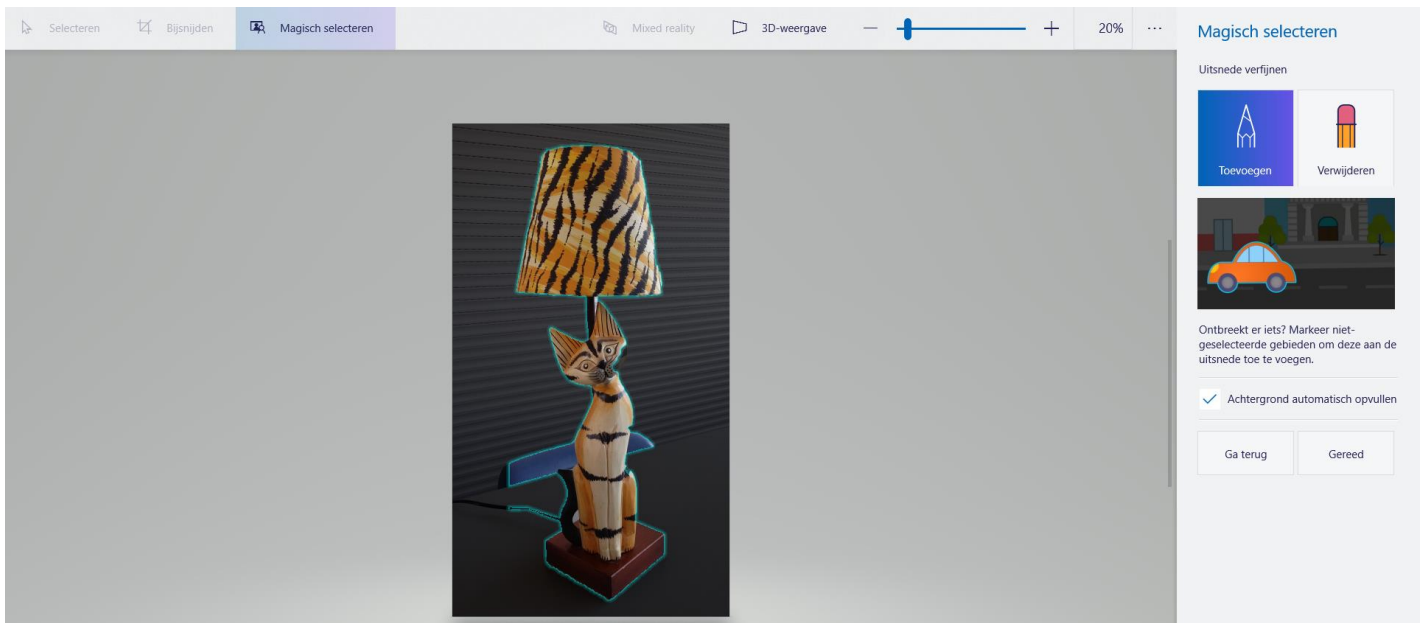 Selecteren
Bijsnijden
Magisch selecteren
Mixed reality
3D-weergave
20%
Magisch selecteren
Uitsnede verfijnen
Toevoegen
Verwijderen
Ontbreekt er iets? Markeer niet-
geselecteerde gebieden om deze aan de
uitsnede toe te voegen.
Achtergrond automatisch opvullen
Ga terug
Gereed